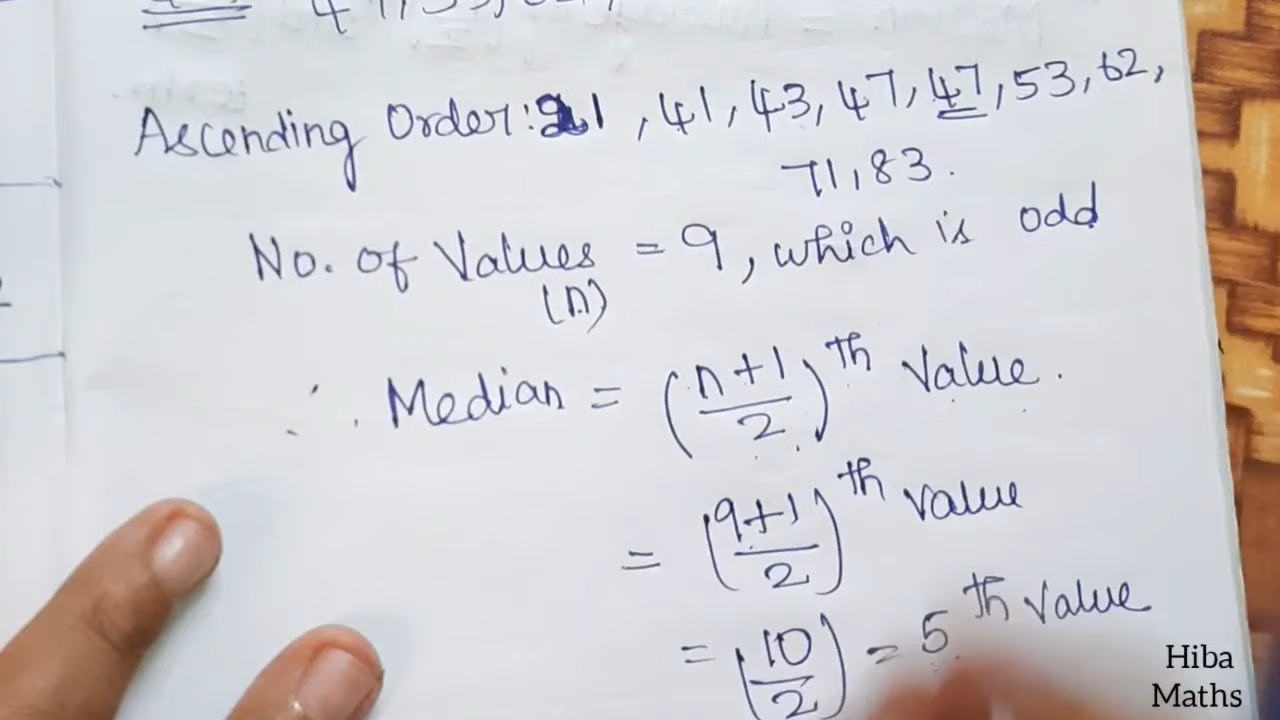 Ascending Order: 21, 41, 43, 47, 47, 53, 62,
71, 83.
No. of Values = 9, which is odd
(n)
∴ Median = (n+1/2)th Value.
= (9+1/2)th value
= (10/2) = 5th value
Hiba
Maths